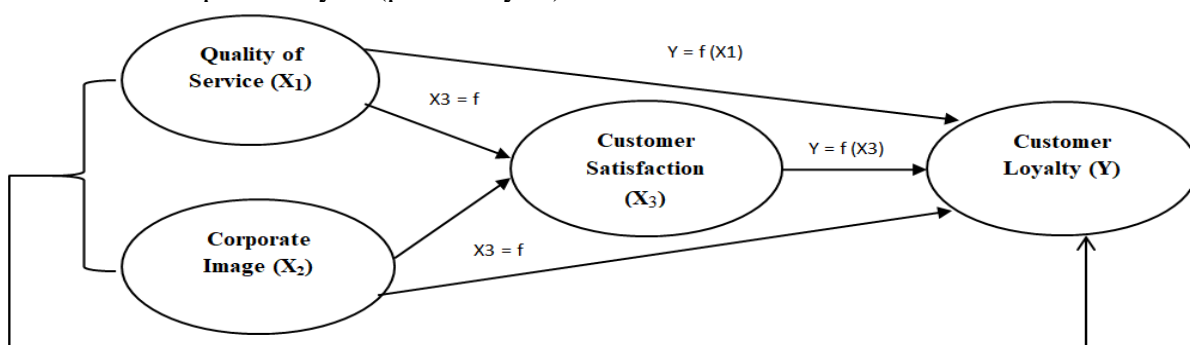 Quality of
Service (X1)
Y = f (X1)
X3 = f
Customer
Satisfaction
(X3)
Y = f (X3)
Customer
Loyalty (Y)
Corporate
Image (X2)
X3 = f